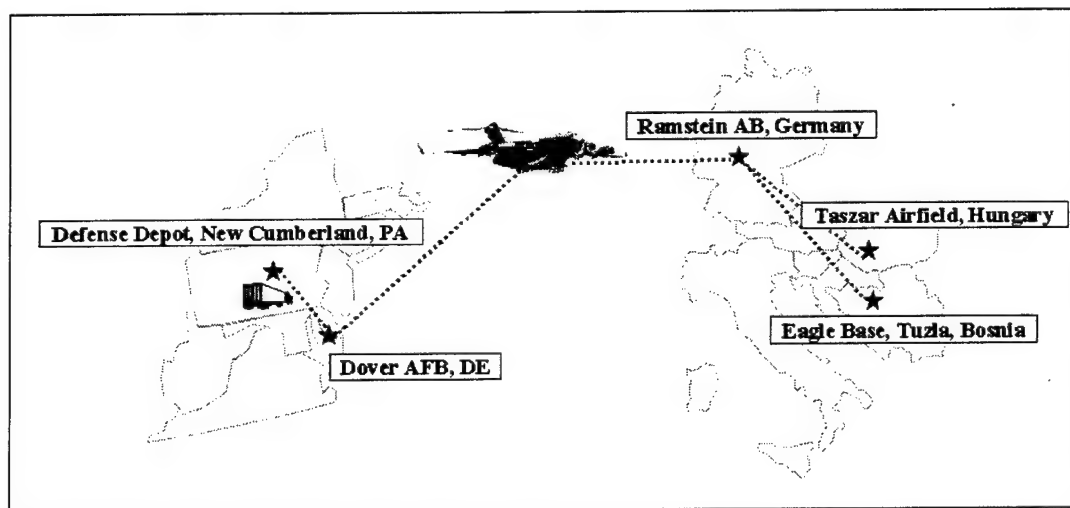 Ramstein AB, Germany
Taszar Airfield, Hungary
Defense Depot, New Cumberland, PA
Eagle Base, Tuzla, Bosnia
Dover AFB, DE